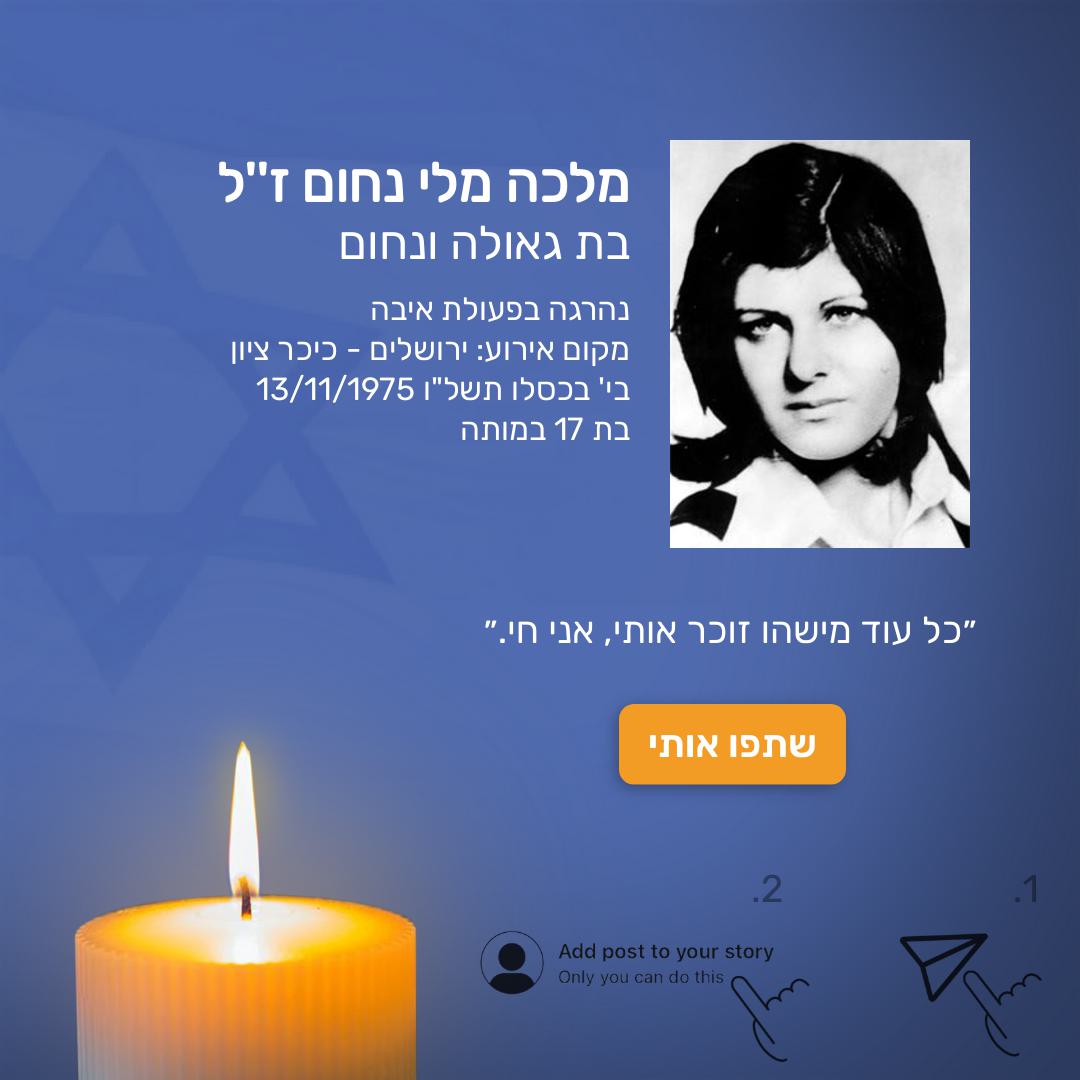 מלכה מלי נחום ז"ל
בת גאולה ונחום
נהרגה בפעולת איבה
מקום אירוע: ירושלים - כיכר ציון
בי' בכסלו תשל"ו 13/11/1975
בת 17 במותה
"כל עוד מישהו זוכר אותי, אני חי."
שתפו אותי
.1
.2
Add post to your story
Only you can do this